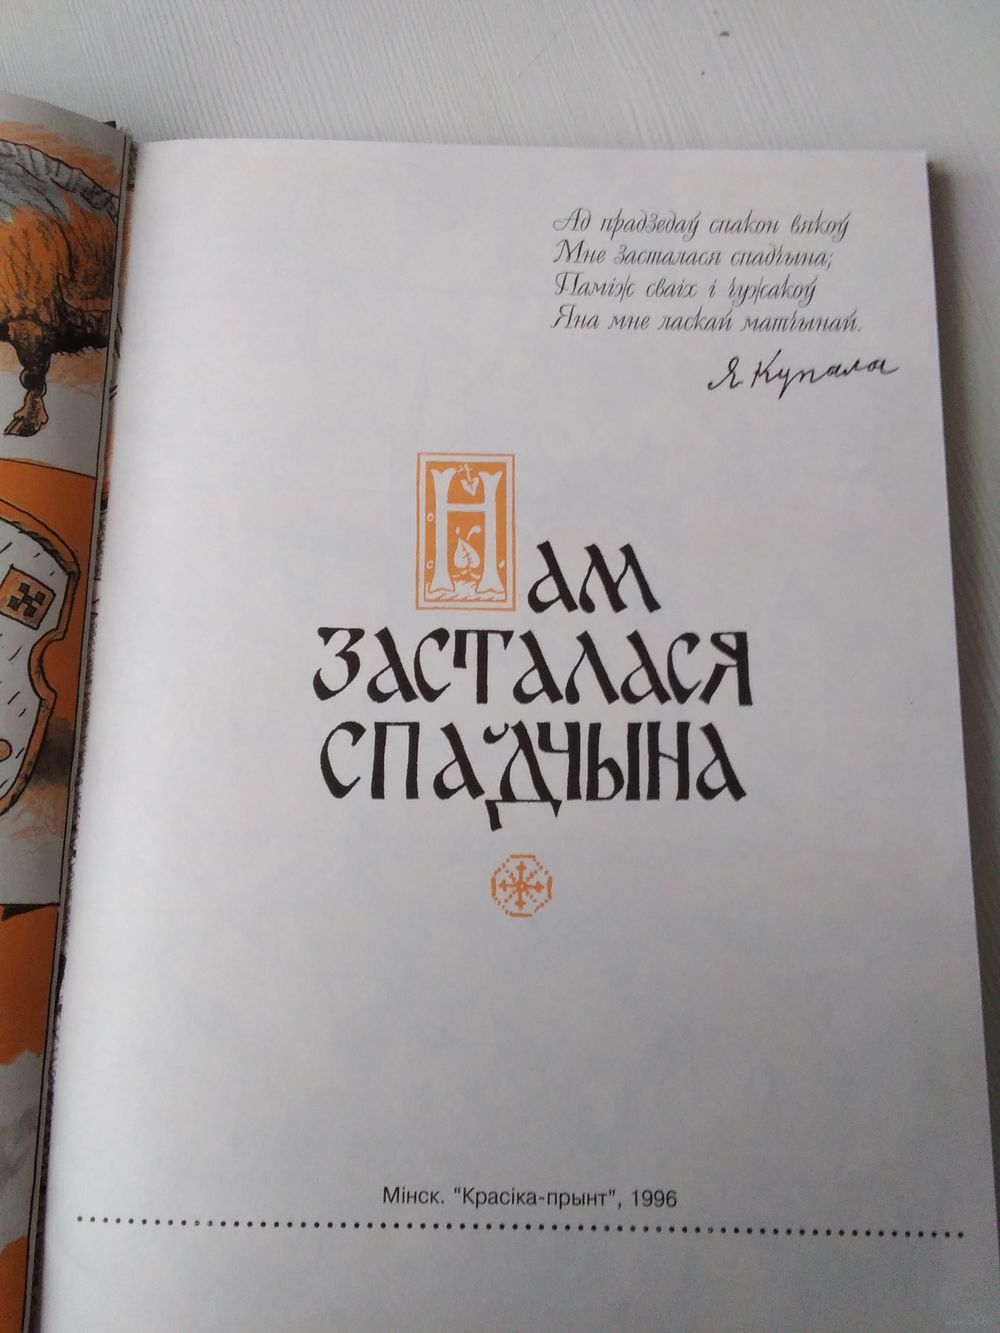 Ад прадзедаў спакон вякоў
Мне засталася спадчына;
Паміж сваіх і чужакоў
Яна мне ласкай матчынай.
Я. Купала
Нам
засталася
спадчына
Мінск. “Красіка-прынт”, 1996